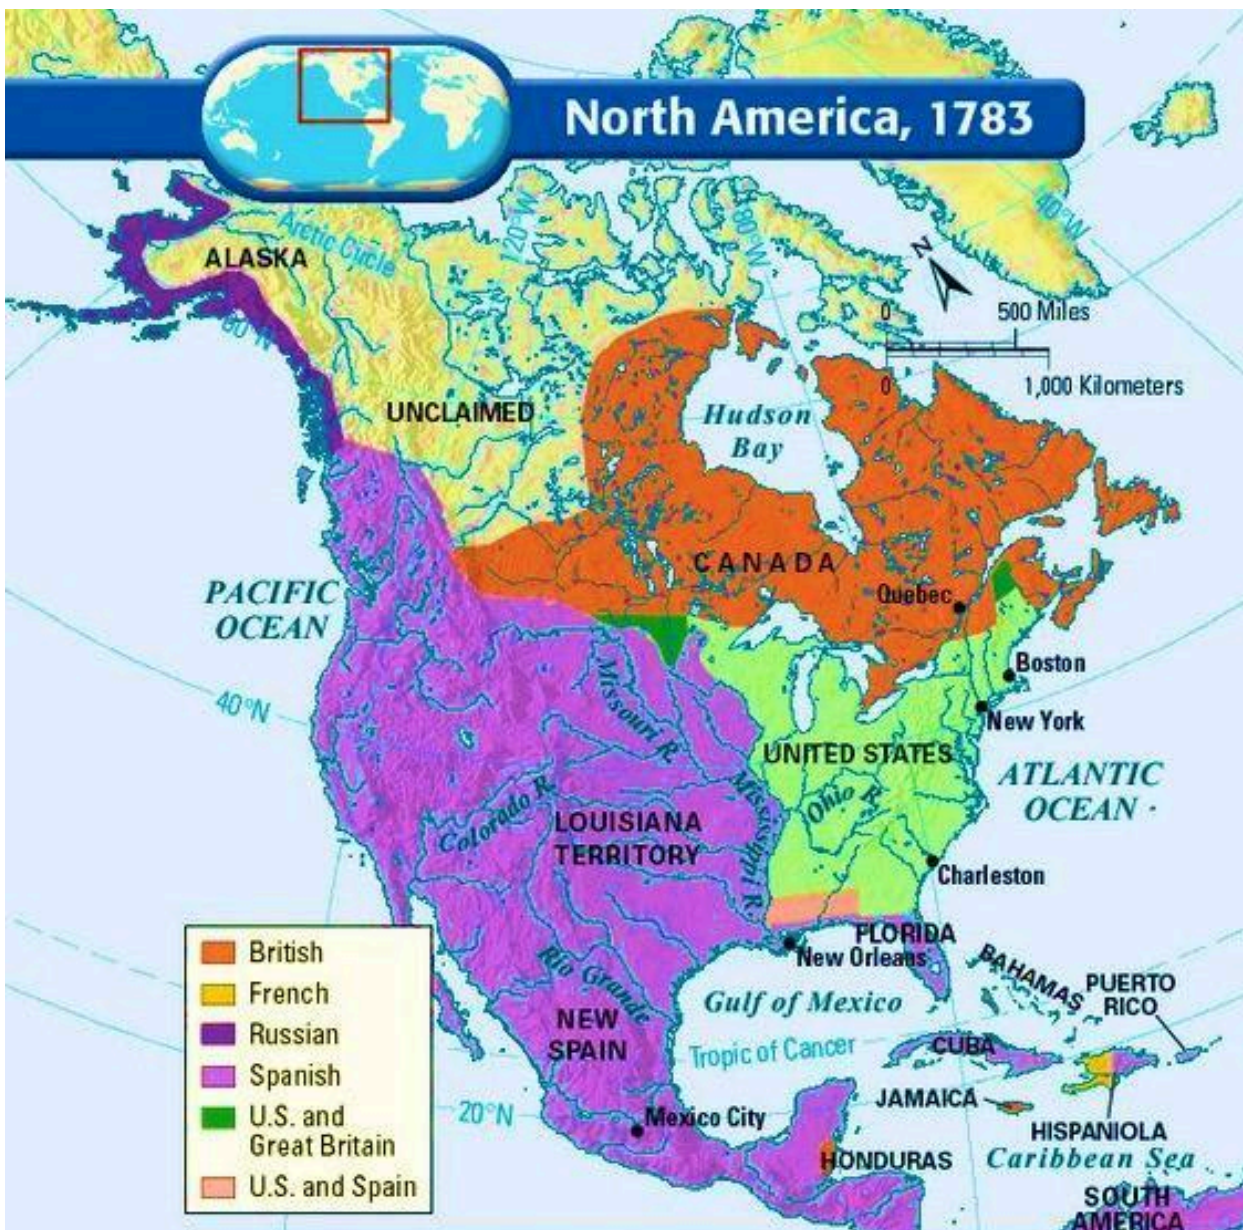 North America, 1783
40°W
120°W
80°W
Arctic Circle
ALASKA
60°N
N
0 500 Miles
0 1,000 Kilometers
UNCLAIMED
Hudson
Bay
CANADA
Quebec
PACIFIC
OCEAN
Boston
40°N
New York
Missouri R.
UNITED STATES
ATLANTIC
OCEAN
Mississippi R.
Ohio R.
Colorado R.
LOUISIANA
TERRITORY
Charleston
FLORIDA
New Orleans
BAHAMAS
PUERTO
RICO
Rio Grande
Gulf of Mexico
NEW
SPAIN
Tropic of Cancer
CUBA
JAMAICA
20°N
Mexico City
HISPANIOLA
HONDURAS
Caribbean Sea
SOUTH
AMERICA
British
French
Russian
Spanish
U.S. and
Great Britain
U.S. and Spain